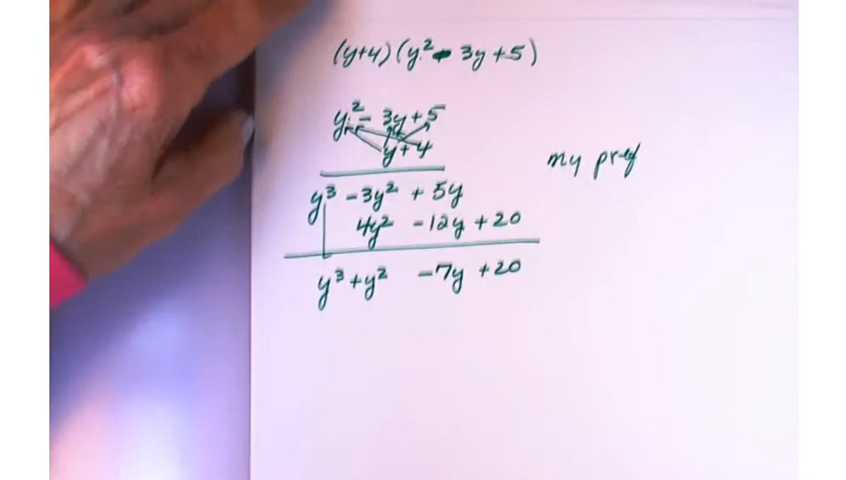 (y+4)(y² - 3y+5)
y² - 3y+5
y+4
my pref
y³ -3y² + 5y
4y² -12y +20
y³ +y² -7y +20